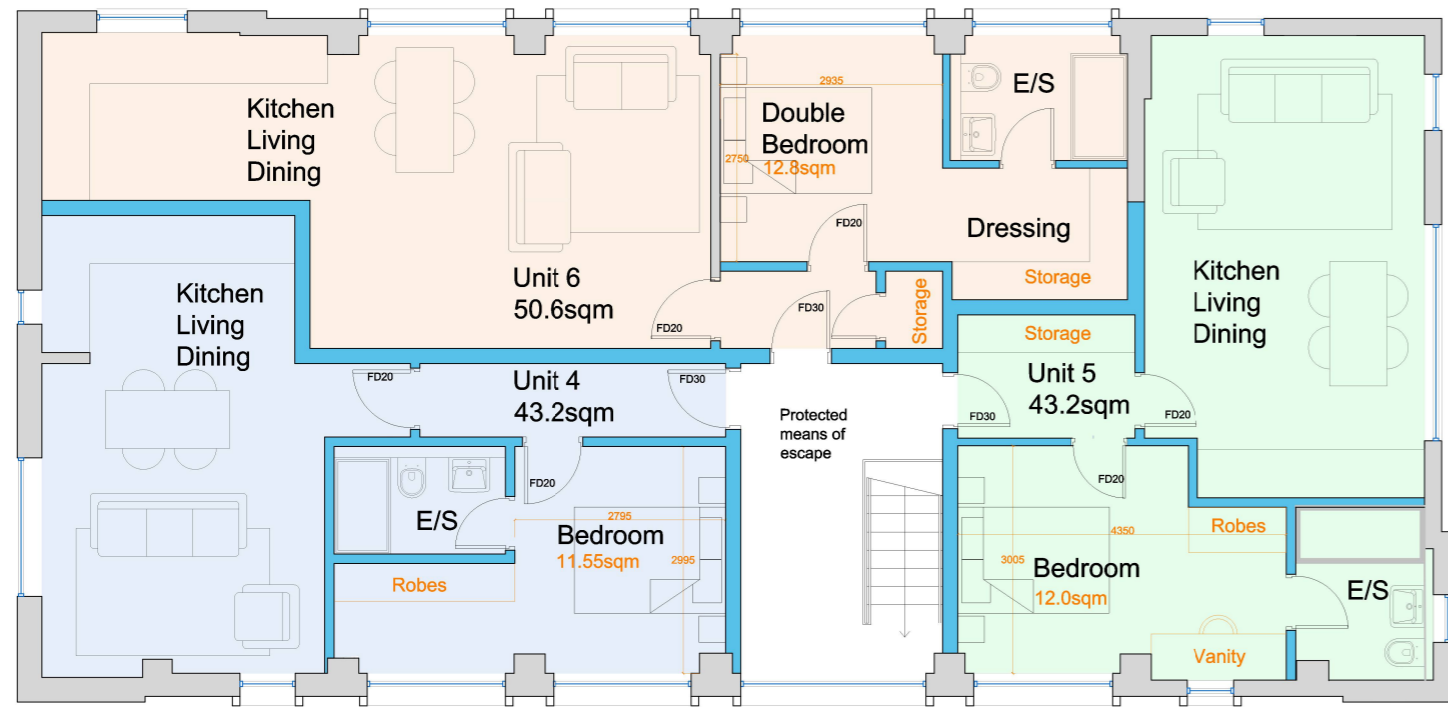 Kitchen
Living
Dining
Unit 6
50.6sqm
FD20
2935
Double
Bedroom
2750
12.8sqm
E/S
FD20
Dressing
Storage
FD30
Storage
Kitchen
Living
Dining
Kitchen
Living
Dining
FD20
Unit 4
43.2sqm
FD30
Protected
means of
escape
Storage
Unit 5
43.2sqm
FD30
FD20
E/S
FD20
2795
Bedroom
11.55sqm
2995
Robes
FD20
4350
Robes
3005
Bedroom
12.0sqm
E/S
Vanity